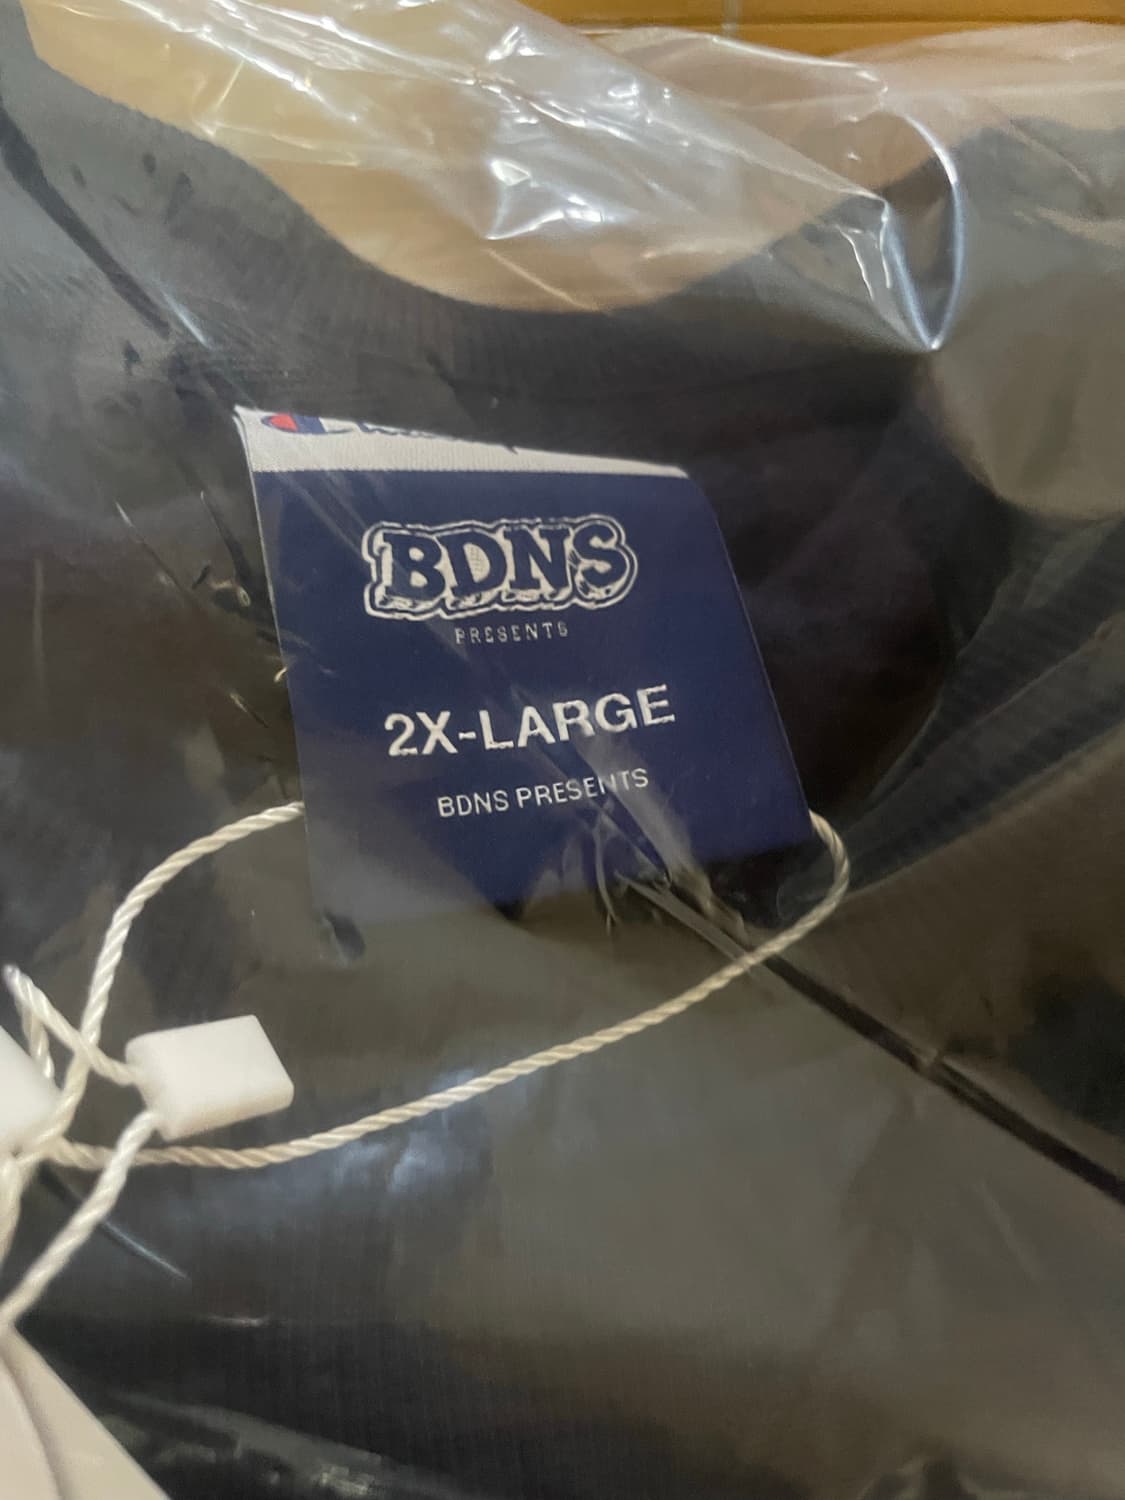 BDNS
PRESENTS
2X-LARGE
BDNS PRESENTS